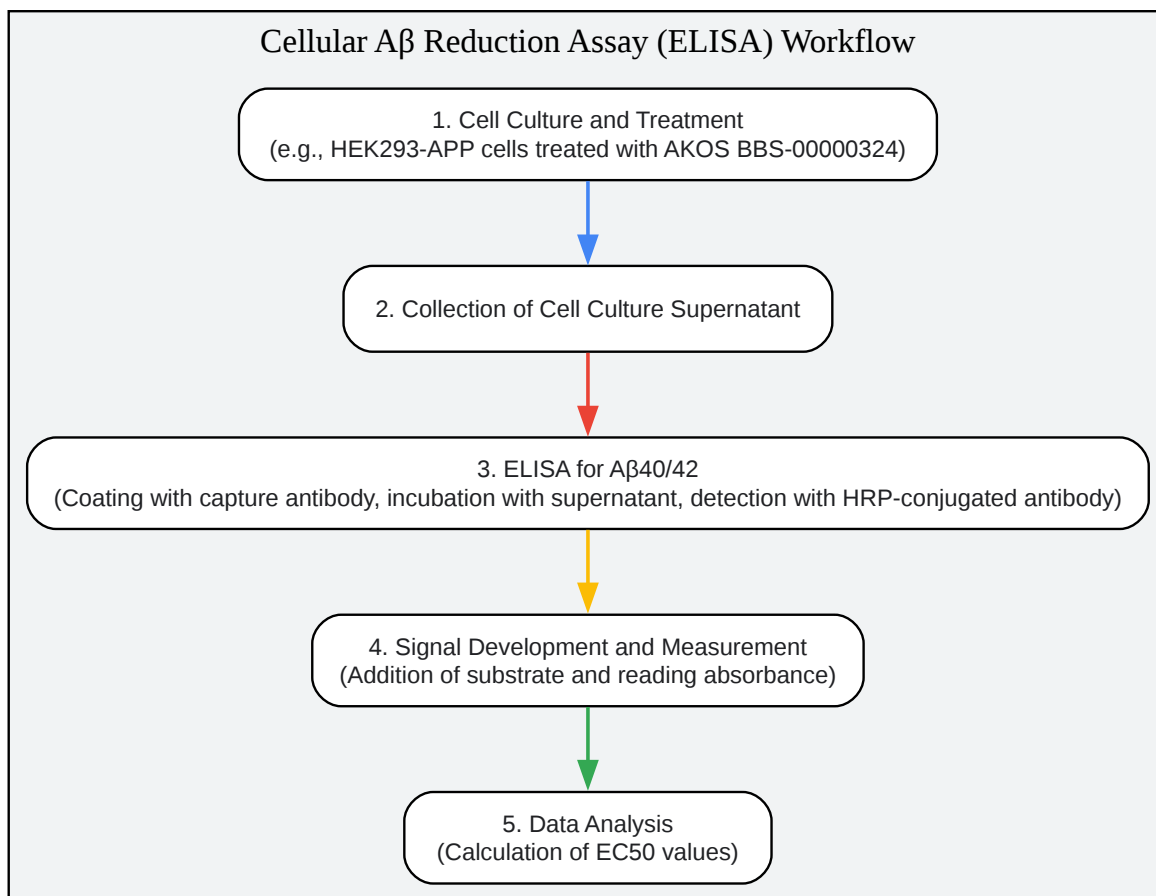 Cellular Aβ Reduction Assay (ELISA) Workflow
1. Cell Culture and Treatment
(e.g., HEK293-APP cells treated with AKOS BBS-00000324)
2. Collection of Cell Culture Supernatant
3. ELISA for Aβ40/42
(Coating with capture antibody, incubation with supernatant, detection with HRP-conjugated antibody)
4. Signal Development and Measurement
(Addition of substrate and reading absorbance)
5. Data Analysis
(Calculation of EC50 values)